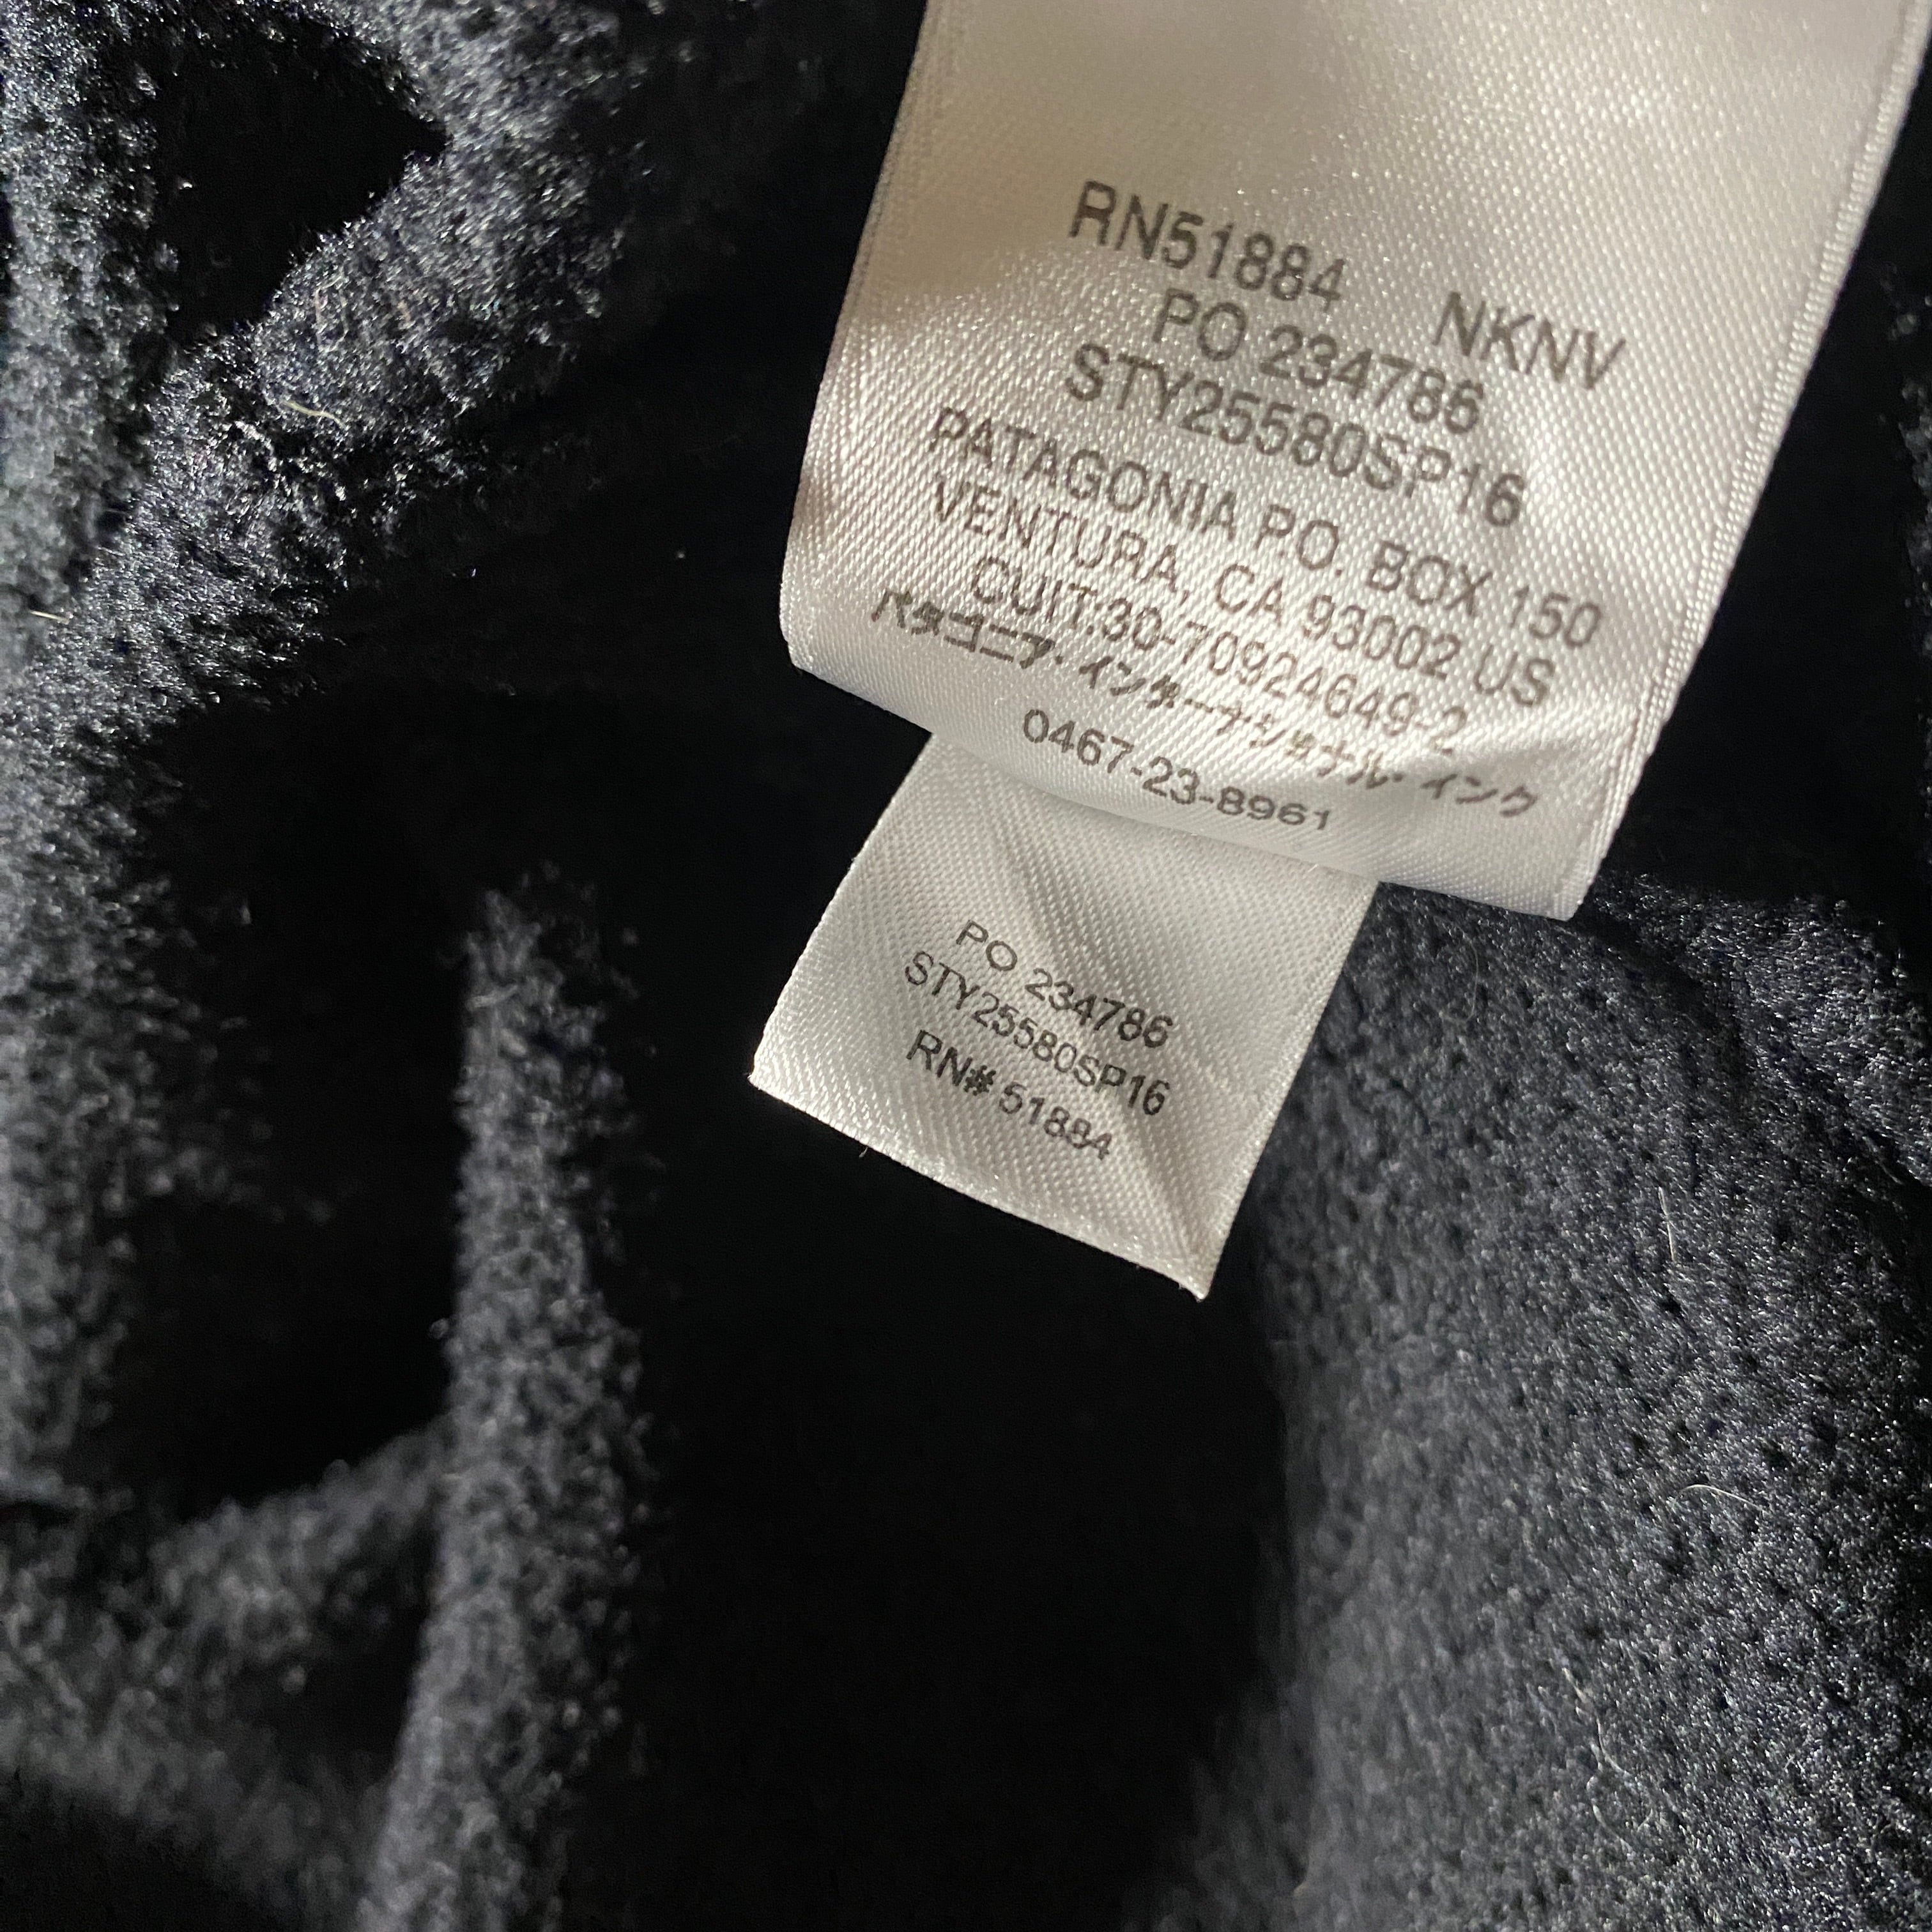 RN51884 NKNV
PO 234786
STY25580SP16
PATAGONIA P.O. BOX 150
VENTURA, CA 93002 US
CUIT:30-70924649-2
パタゴニア・インターナショナル・インク
0467-23-8961
PO 234786
STY25580SP16
RN# 51884